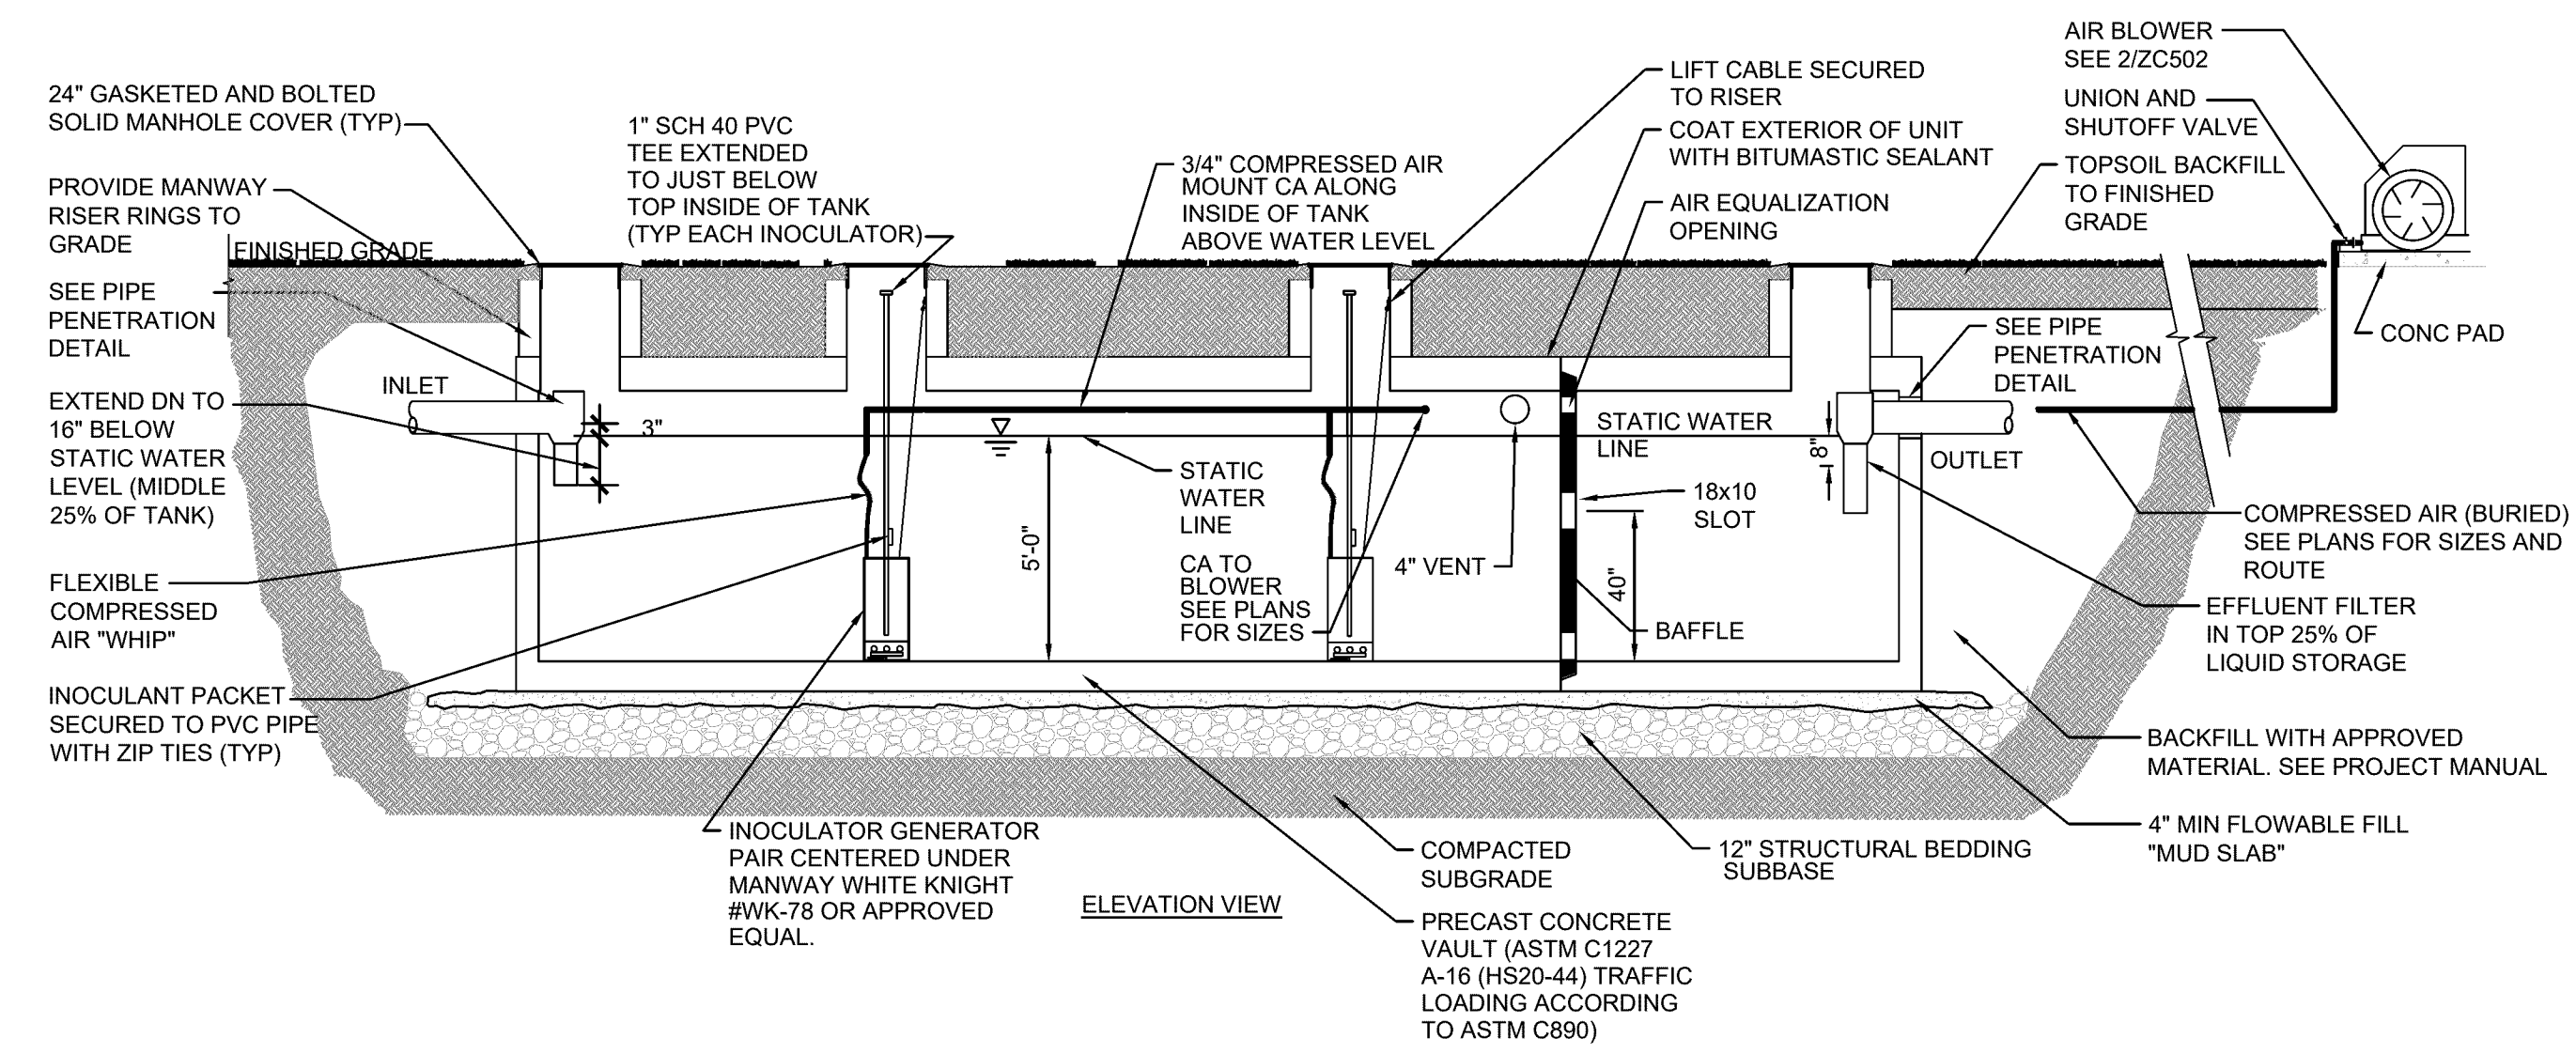 24" GASKETED AND BOLTED
SOLID MANHOLE COVER (TYP)
PROVIDE MANWAY
RISER RINGS TO
GRADE
FINISHED GRADE
SEE PIPE
PENETRATION
DETAIL
EXTEND DN TO
16" BELOW
STATIC WATER
LEVEL (MIDDLE
25% OF TANK)
INLET
3"
FLEXIBLE
COMPRESSED
AIR "WHIP"
INOCULANT PACKET
SECURED TO PVC PIPE
WITH ZIP TIES (TYP)
1" SCH 40 PVC
TEE EXTENDED
TO JUST BELOW
TOP INSIDE OF TANK
(TYP EACH INOCULATOR)
3/4" COMPRESSED AIR
MOUNT CA ALONG
INSIDE OF TANK
ABOVE WATER LEVEL
STATIC
WATER
LINE
5'-0"
CA TO
BLOWER
SEE PLANS
FOR SIZES
4" VENT
LIFT CABLE SECURED
TO RISER
COAT EXTERIOR OF UNIT
WITH BITUMASTIC SEALANT
AIR EQUALIZATION
OPENING
STATIC WATER
LINE
18x10
SLOT
40"
BAFFLE
8"
AIR BLOWER
SEE 2/ZC502
UNION AND
SHUTOFF VALVE
TOPSOIL BACKFILL
TO FINISHED
GRADE
SEE PIPE
PENETRATION
DETAIL
CONC PAD
OUTLET
COMPRESSED AIR (BURIED)
SEE PLANS FOR SIZES AND
ROUTE
EFFLUENT FILTER
IN TOP 25% OF
LIQUID STORAGE
BACKFILL WITH APPROVED
MATERIAL. SEE PROJECT MANUAL
4" MIN FLOWABLE FILL
"MUD SLAB"
12" STRUCTURAL BEDDING
SUBBASE
COMPACTED
SUBGRADE
PRECAST CONCRETE
VAULT (ASTM C1227
A-16 (HS20-44) TRAFFIC
LOADING ACCORDING
TO ASTM C890)
INOCULATOR GENERATOR
PAIR CENTERED UNDER
MANWAY WHITE KNIGHT
#WK-78 OR APPROVED
EQUAL.
ELEVATION VIEW